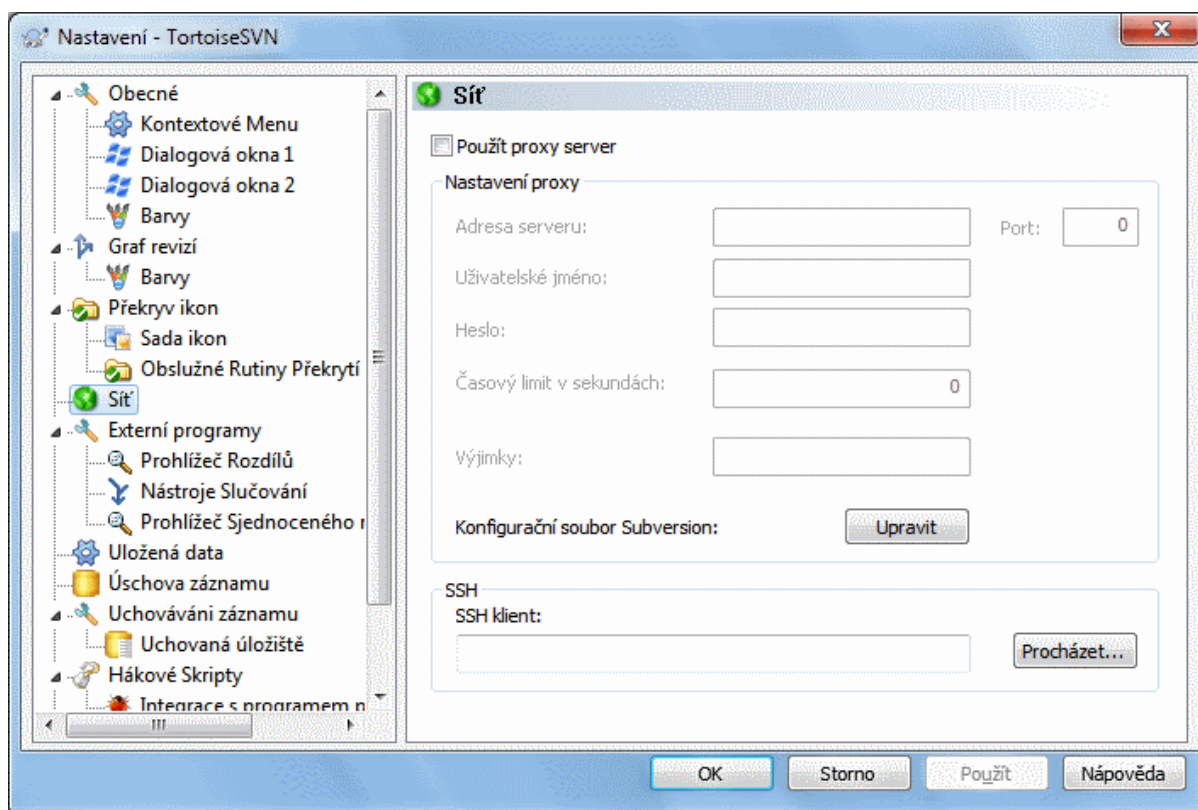 Nastavení - TortoiseSVN
Obecné
Kontextové Menu
Dialogová okna 1
Dialogová okna 2
Barvy
Graf revizí
Barvy
Překryv ikon
Sada ikon
Obslužné Rutiny Překrytí
Síť
Externí programy
Prohlížeč Rozdílů
Nástroje Slučování
Prohlížeč Sjednoceného r
Uložená data
Úschova záznamu
Uchováváni záznamu
Uchovaná úložiště
Hákové Skripty
Integrace s programem p
Síť
Použít proxy server
Nastavení proxy
Adresa serveru:
Port: 0
Uživatelské jméno:
Heslo:
Časový limit v sekundách: 0
Výjimky:
Konfigurační soubor Subversion: Upravit
SSH
SSH klient:
Procházet...
OK Storno Použít Nápověda